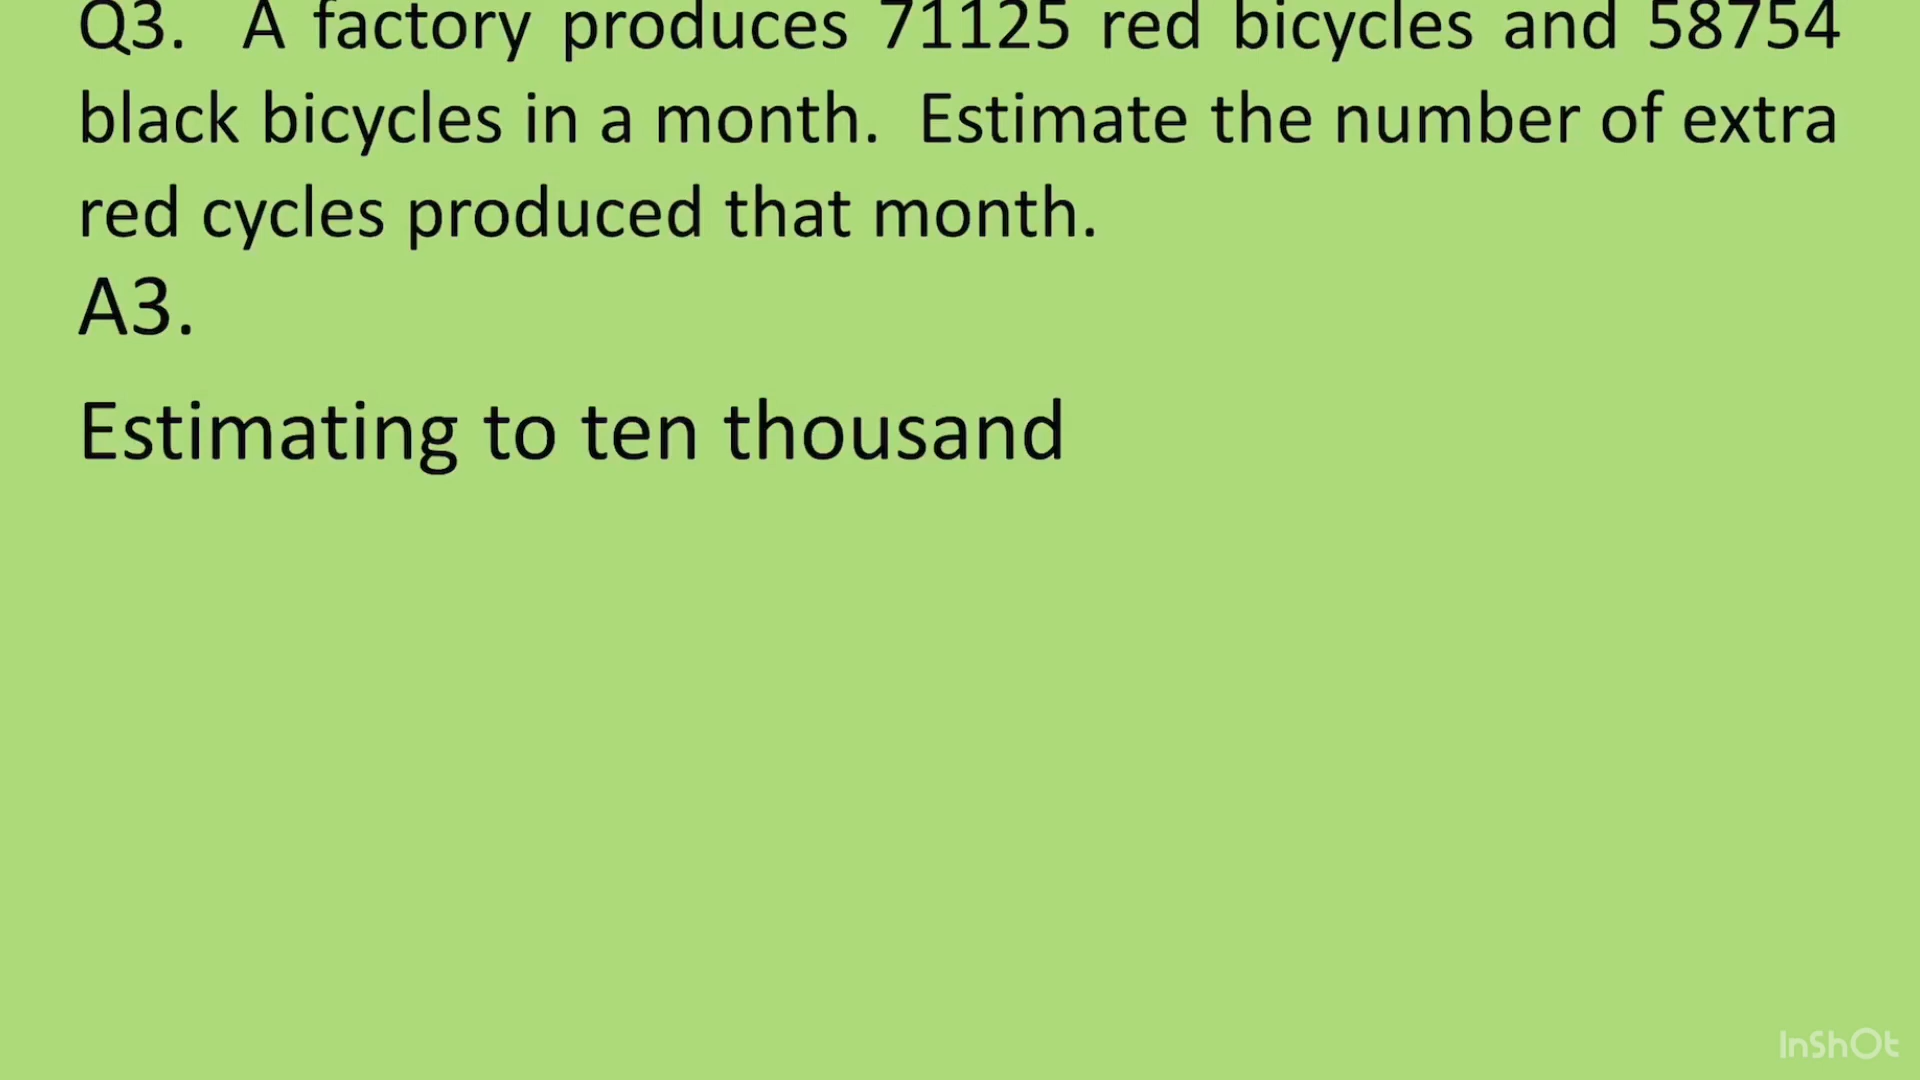 Q3. A factory produces 71125 red bicycles and 58754
black bicycles in a month. Estimate the number of extra
red cycles produced that month.
A3.
Estimating to ten thousand
InShOt